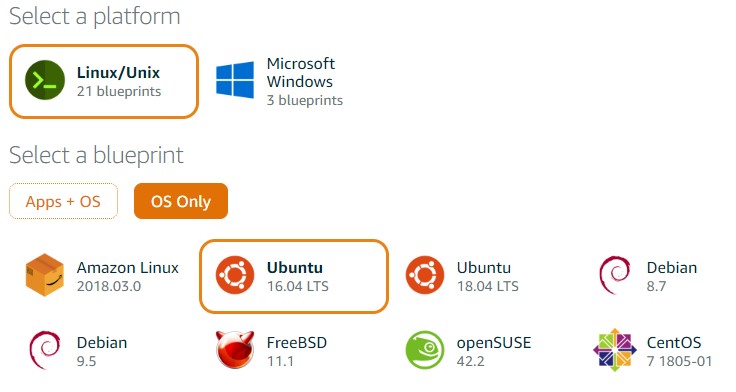 Select a platform
Linux/Unix
21 blueprints
Microsoft
Windows
3 blueprints
Select a blueprint
Apps + OS
OS Only
Amazon Linux
2018.03.0
Ubuntu
16.04 LTS
Ubuntu
18.04 LTS
Debian
8.7
Debian
9.5
FreeBSD
11.1
openSUSE
42.2
CentOS
7 1805-01